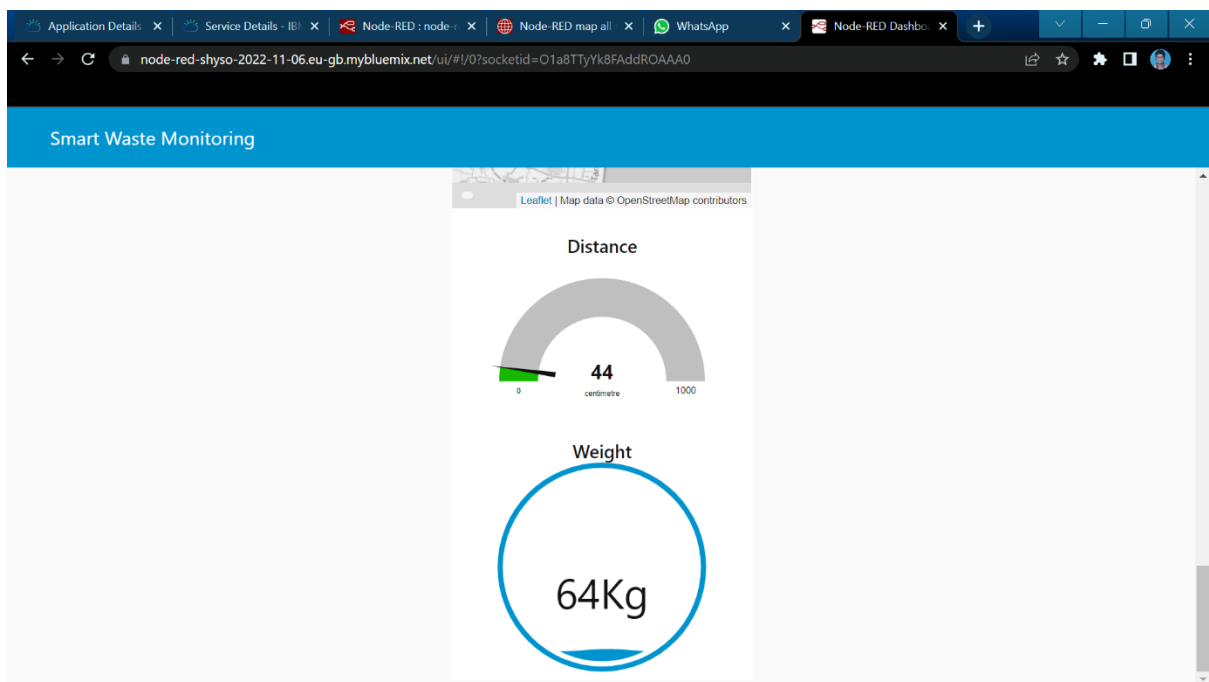 Application Details
Service Details - IBM
Node-RED : node-r
Node-RED map all
WhatsApp
Node-RED Dashbo
node-red-shyso-2022-11-06.eu-gb.mybluemix.net/ui/#!/0?socketid=O1a8TTyYk8FAddROAAA0
Smart Waste Monitoring
Leaflet | Map data © OpenStreetMap contributors
Distance
44
0 centimetre 1000
Weight
64Kg